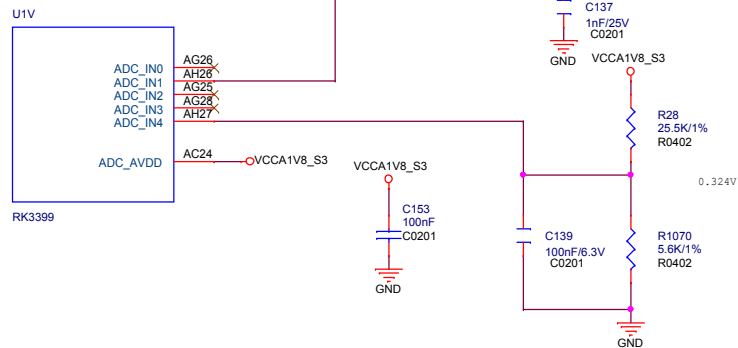 U1V
C137
1nF/25V
C0201
GND
VCCA1V8_S3
ADC_IN0
AG26
ADC_IN1
AH26
ADC_IN2
AG25
ADC_IN3
AG28
ADC_IN4
AH27
R28
25.5K/1%
R0402
ADC_AVDD
AC24
VCCA1V8_S3
VCCA1V8_S3
0.324V
RK3399
C153
100nF
C0201
GND
C139
100nF/6.3V
C0201
R1070
5.6K/1%
R0402
GND